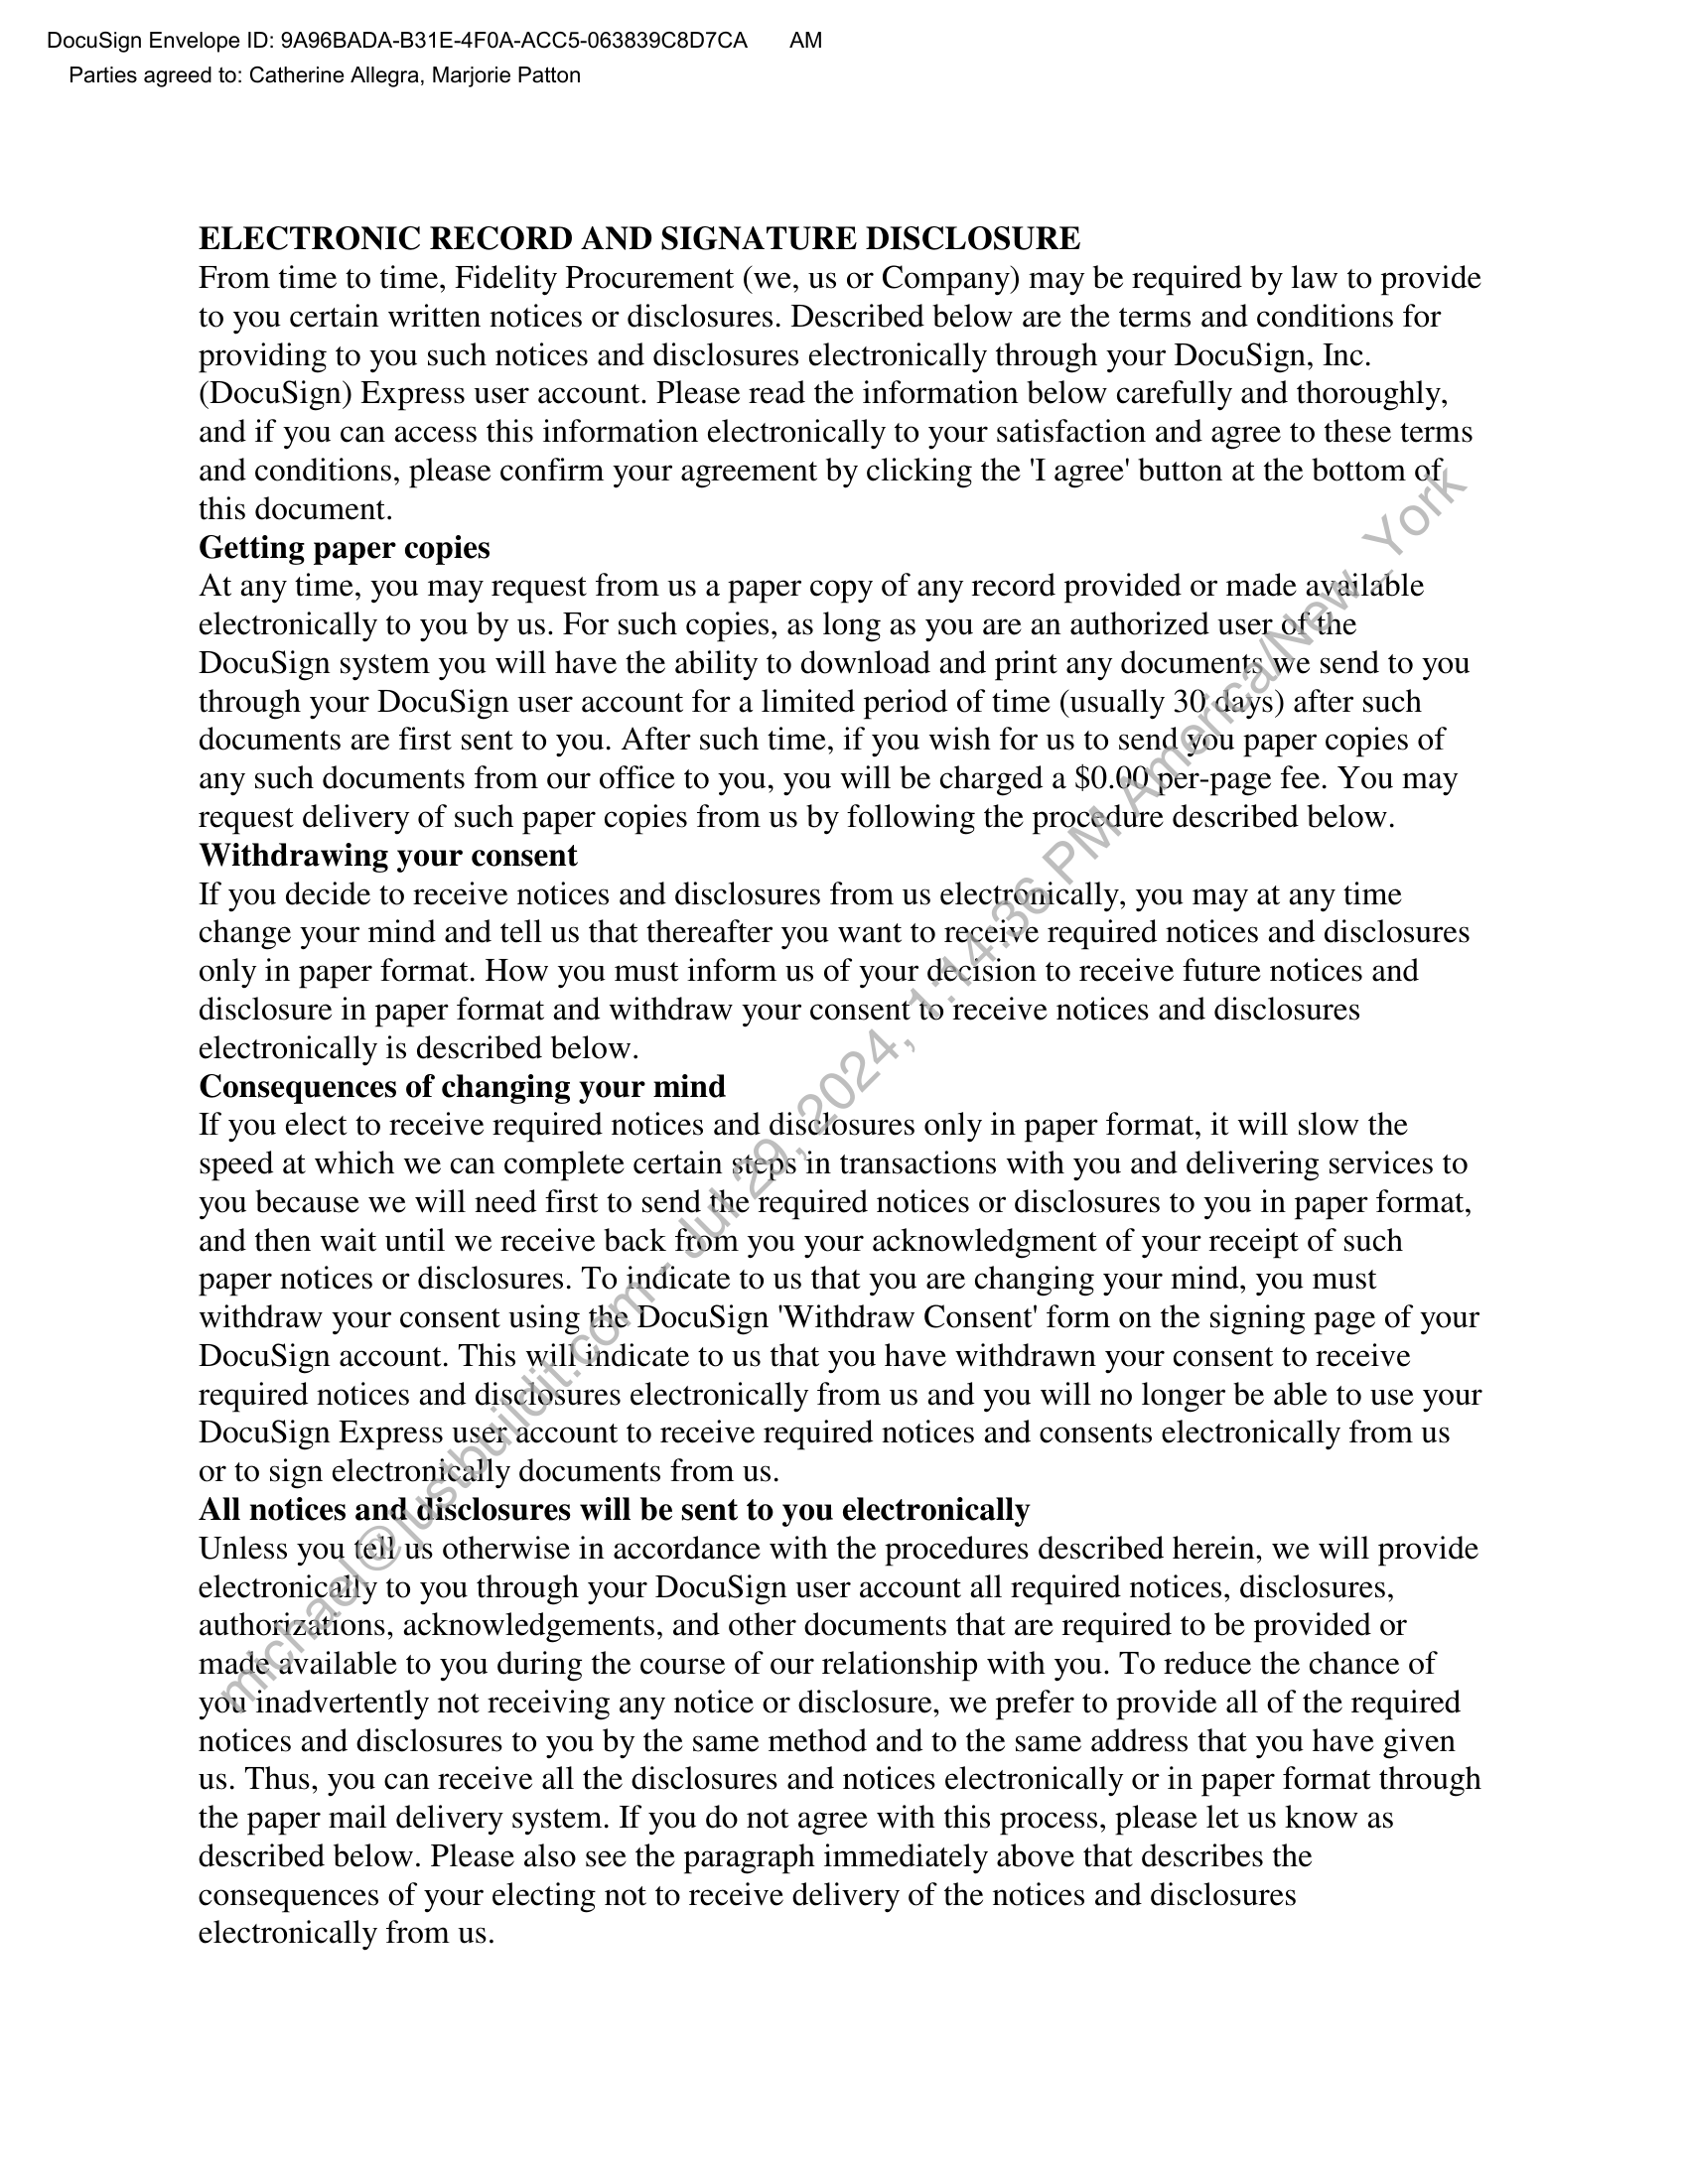 DocuSign Envelope ID: 9A96BADA-B31E-4F0A-ACC5-063839C8D7CA AM
Parties agreed to: Catherine Allegra, Marjorie Patton
ELECTRONIC RECORD AND SIGNATURE DISCLOSURE
From time to time, Fidelity Procurement (we, us or Company) may be required by law to provide
to you certain written notices or disclosures. Described below are the terms and conditions for
providing to you such notices and disclosures electronically through your DocuSign, Inc.
(DocuSign) Express user account. Please read the information below carefully and thoroughly,
and if you can access this information electronically to your satisfaction and agree to these terms
and conditions, please confirm your agreement by clicking the 'I agree' button at the bottom of
this document.
Getting paper copies
At any time, you may request from us a paper copy of any record provided or made available
electronically to you by us. For such copies, as long as you are an authorized user of the
DocuSign system you will have the ability to download and print any documents we send to you
through your DocuSign user account for a limited period of time (usually 30 days) after such
documents are first sent to you. After such time, if you wish for us to send you paper copies of
any such documents from our office to you, you will be charged a $0.00 per-page fee. You may
request delivery of such paper copies from us by following the procedure described below.
Withdrawing your consent
If you decide to receive notices and disclosures from us electronically, you may at any time
change your mind and tell us that thereafter you want to receive required notices and disclosures
only in paper format. How you must inform us of your decision to receive future notices and
disclosure in paper format and withdraw your consent to receive notices and disclosures
electronically is described below.
Consequences of changing your mind
If you elect to receive required notices and disclosures only in paper format, it will slow the
speed at which we can complete certain steps in transactions with you and delivering services to
you because we will need first to send the required notices or disclosures to you in paper format,
and then wait until we receive back from you your acknowledgment of your receipt of such
paper notices or disclosures. To indicate to us that you are changing your mind, you must
withdraw your consent using the DocuSign 'Withdraw Consent' form on the signing page of your
DocuSign account. This will indicate to us that you have withdrawn your consent to receive
required notices and disclosures electronically from us and you will no longer be able to use your
DocuSign Express user account to receive required notices and consents electronically from us
or to sign electronically documents from us.
All notices and disclosures will be sent to you electronically
Unless you tell us otherwise in accordance with the procedures described herein, we will provide
electronically to you through your DocuSign user account all required notices, disclosures,
authorizations, acknowledgements, and other documents that are required to be provided or
made available to you during the course of our relationship with you. To reduce the chance of
you inadvertently not receiving any notice or disclosure, we prefer to provide all of the required
notices and disclosures to you by the same method and to the same address that you have given
us. Thus, you can receive all the disclosures and notices electronically or in paper format through
the paper mail delivery system. If you do not agree with this process, please let us know as
described below. Please also see the paragraph immediately above that describes the
consequences of your electing not to receive delivery of the notices and disclosures
electronically from us.
michael@justbuildit.com - Jul 29, 2024, 1:14:36 PM America/New_York